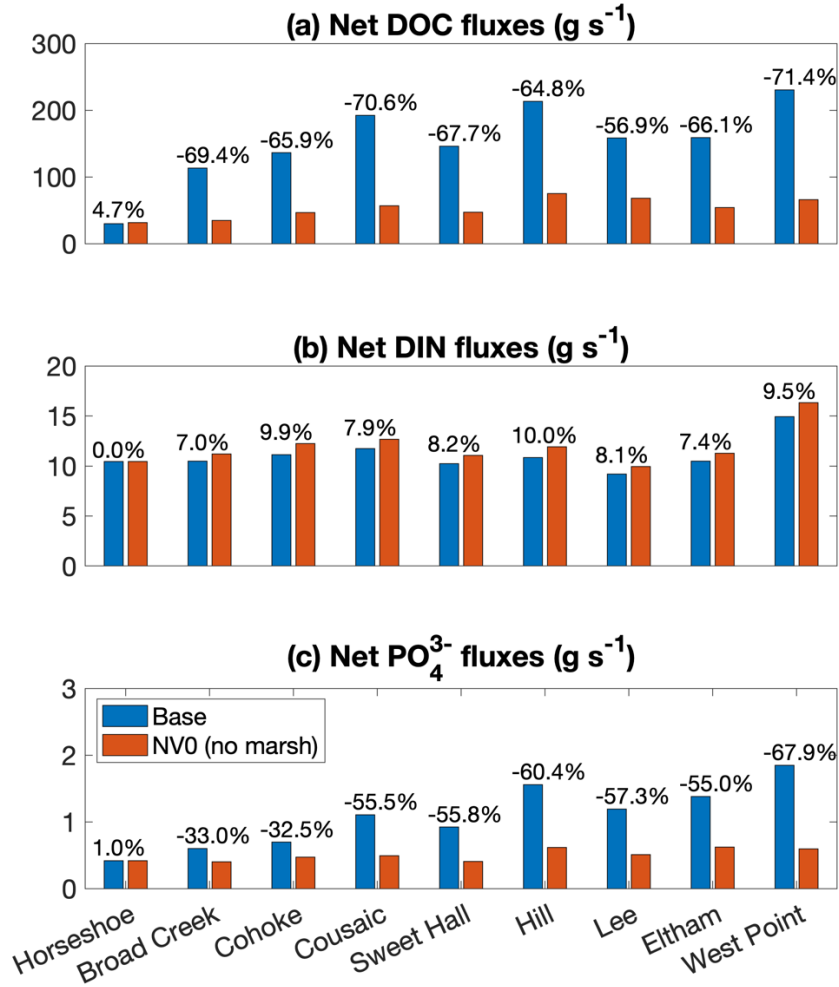 (a) Net DOC fluxes (g s⁻¹)
300
200
100
0
4.7%
-69.4%
-65.9%
-70.6%
-67.7%
-64.8%
-56.9%
-66.1%
-71.4%
(b) Net DIN fluxes (g s⁻¹)
20
15
10
5
0
0.0%
7.0%
9.9%
7.9%
8.2%
10.0%
8.1%
7.4%
9.5%
(c) Net PO₄³⁻ fluxes (g s⁻¹)
3
2
1
0
Base
NV0 (no marsh)
1.0%
-33.0%
-32.5%
-55.5%
-55.8%
-60.4%
-57.3%
-55.0%
-67.9%
Horseshoe
Broad Creek
Cohoke
Cousaic
Sweet Hall
Hill
Lee
Eltham
West Point